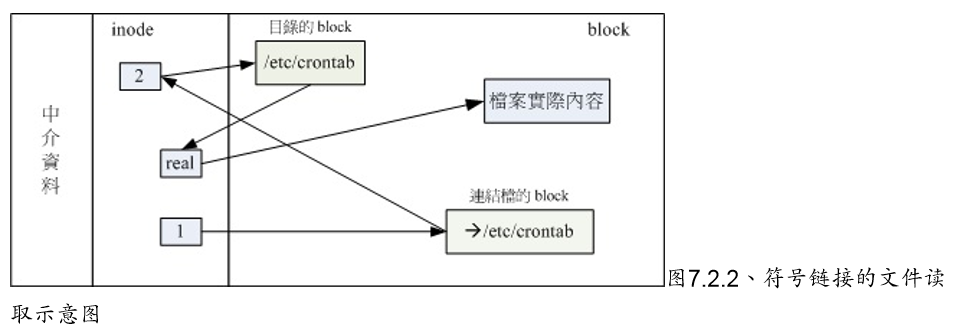 inode
目錄的 block
block
2
/etc/crontab
檔案實際內容
中介資料
real
連結檔的 block
1
→/etc/crontab
图7.2.2、符号链接的文件读
取示意图